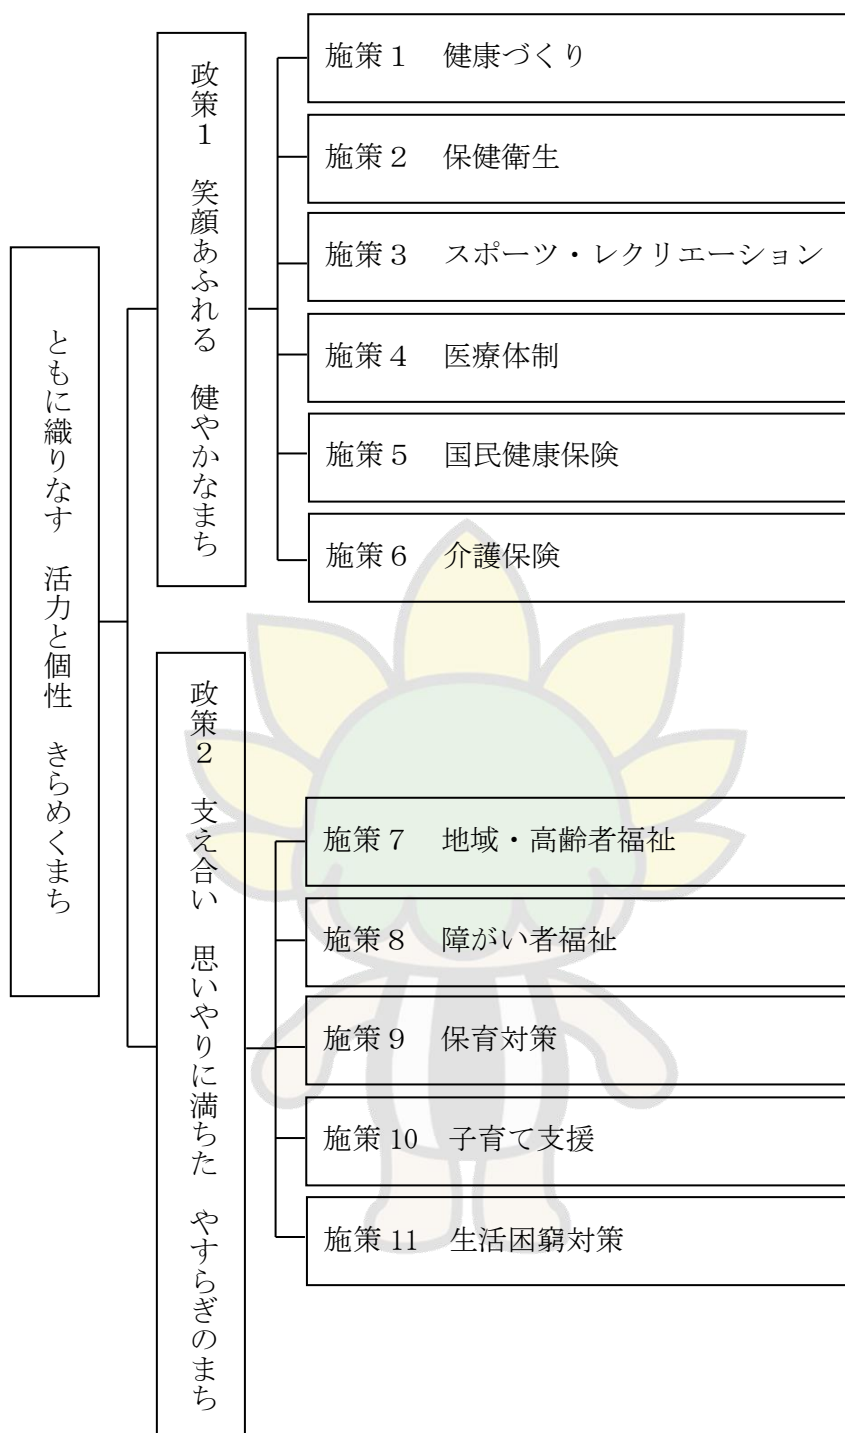 ともに織りなす　活力と個性　きらめくまち
政策１　笑顔あふれる　健やかなまち
施策１　健康づくり
施策２　保健衛生
施策３　スポーツ・レクリエーション
施策４　医療体制
施策５　国民健康保険
施策６　介護保険
政策２　支え合い　思いやりに満ちた　やすらぎのまち
施策７　地域・高齢者福祉
施策８　障がい者福祉
施策９　保育対策
施策 10　子育て支援
施策 11　生活困窮対策